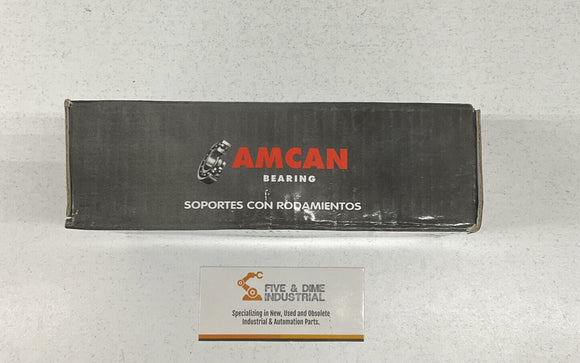 AMCAN
BEARING
SOPORTES CON RODAMIENTOS
FIVE & DIME
INDUSTRIAL
Specializing in New, Used and Obsolete
Industrial & Automation Parts.